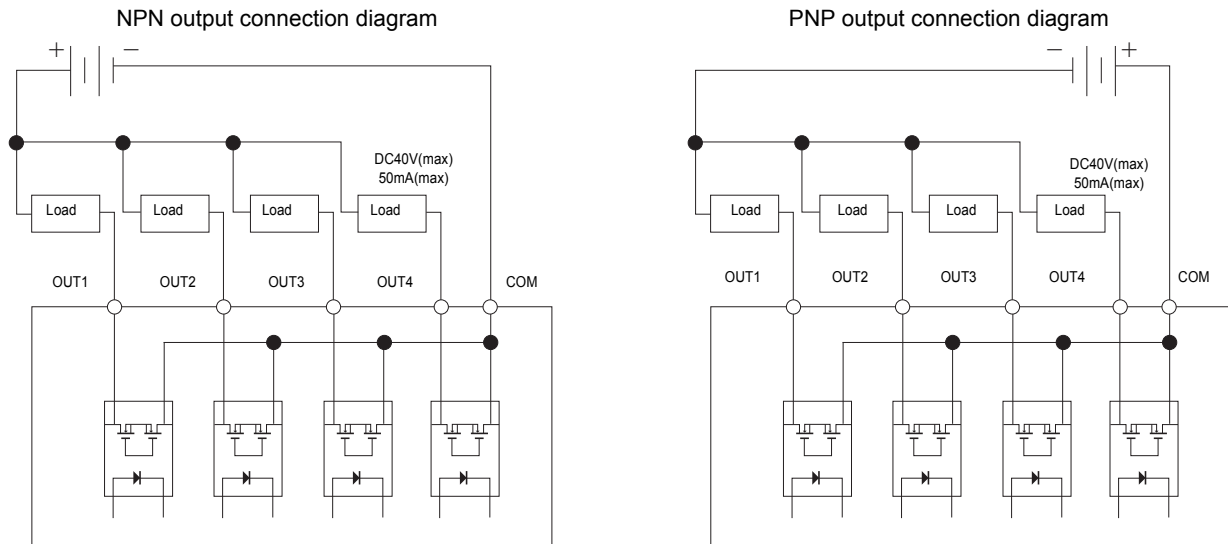 NPN output connection diagram
+ −
DC40V(max)
50mA(max)
Load Load Load Load
OUT1 OUT2 OUT3 OUT4 COM
PNP output connection diagram
− +
DC40V(max)
50mA(max)
Load Load Load Load
OUT1 OUT2 OUT3 OUT4 COM